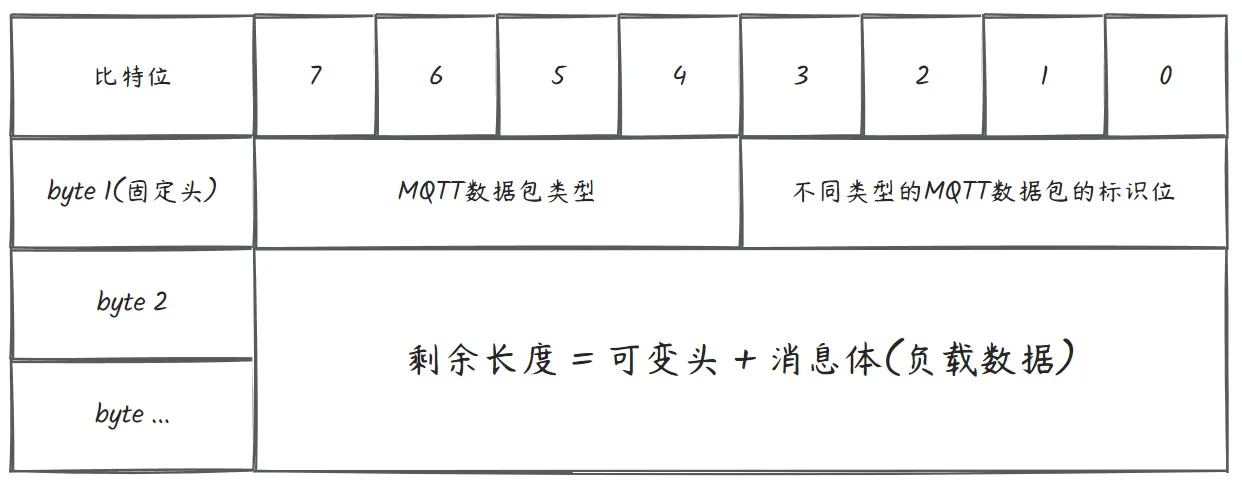 比特位 7 6 5 4 3 2 1 0
byte 1(固定头) MQTT数据包类型 不同类型的MQTT数据包的标识位
byte 2
剩余长度 = 可变头 + 消息体(负载数据)
byte ...